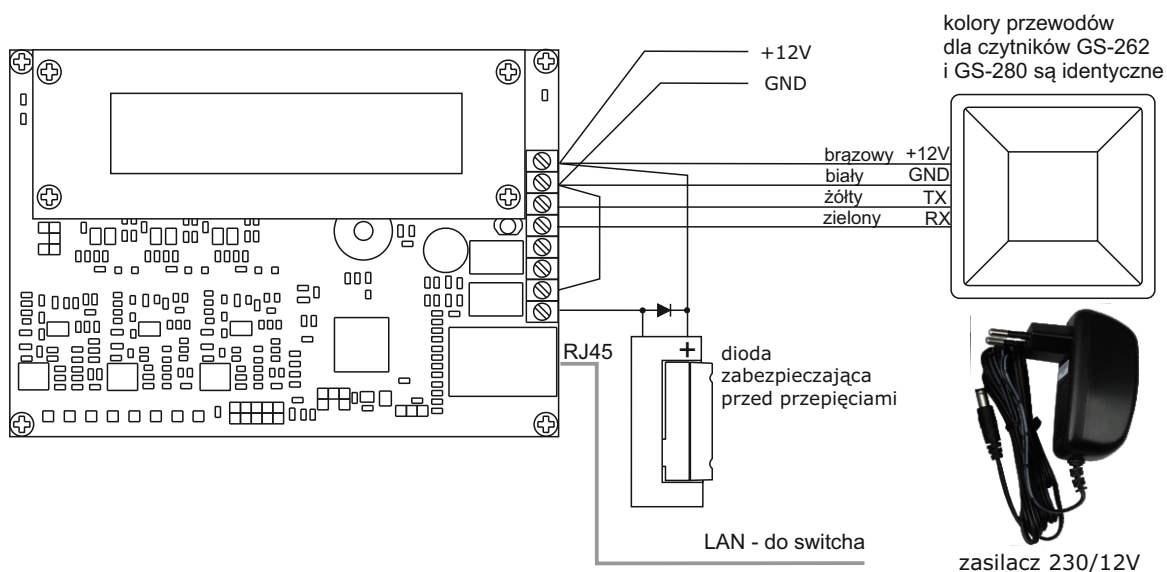 kolory przewodów
dla czytników GS-262
i GS-280 są identyczne
+12V
GND
brązowy +12V
biały GND
żółty TX
zielony RX
RJ45
+
dioda
zabezpieczająca
przed przepięciami
LAN - do switcha
zasilacz 230/12V